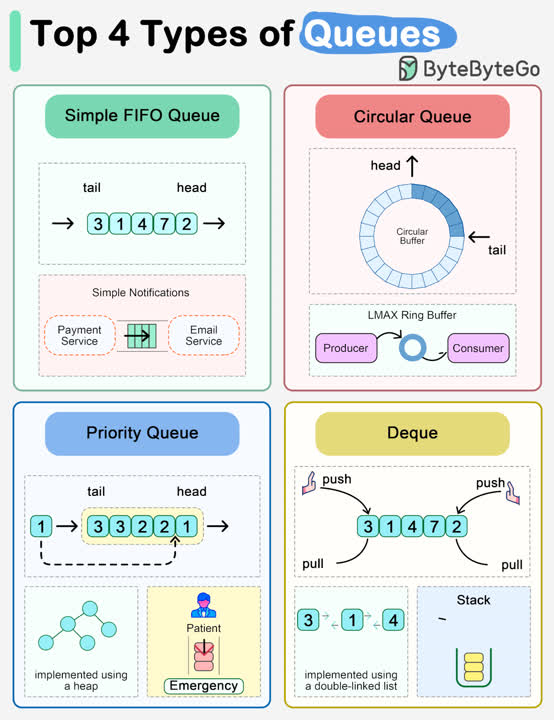 Top 4 Types of Queues
ByteByteGo
Simple FIFO Queue
tail head
3 1 4 7 2
Simple Notifications
Payment
Service
Email
Service
Circular Queue
head
Circular
Buffer
tail
LMAX Ring Buffer
Producer
Consumer
Priority Queue
tail head
1 3 3 2 2 1
implemented using
a heap
Patient
Emergency
Deque
push
push
3 1 4 7 2
pull
pull
3 1 4
implemented using
a double-linked list
Stack